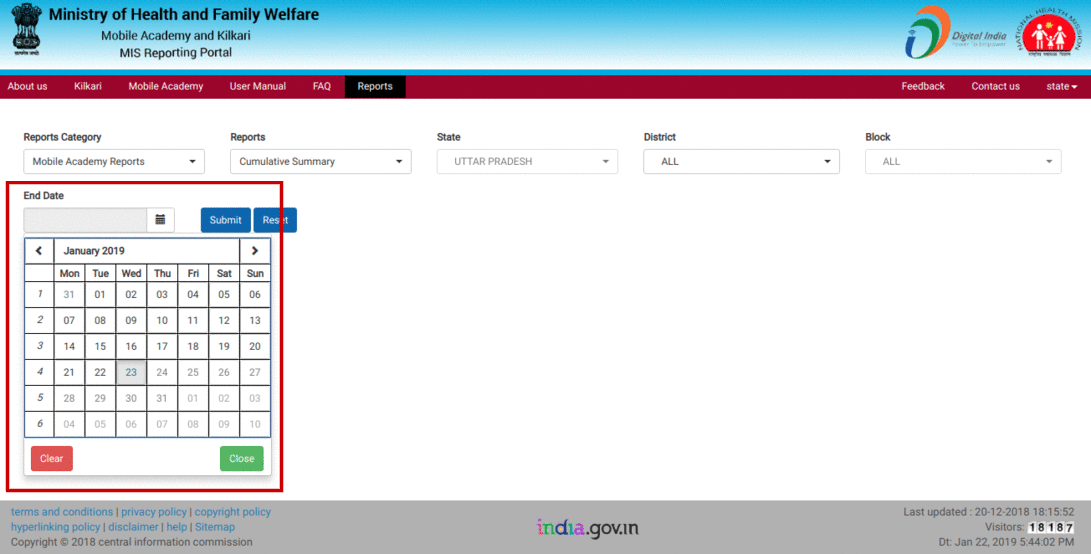 Ministry of Health and Family Welfare
Mobile Academy and Kilkari
MIS Reporting Portal
सत्यमेव जयते
Digital India
Power To Empower
NATIONAL HEALTH MISSION
About us Kilkari Mobile Academy User Manual FAQ Reports Feedback Contact us state
Reports Category Reports State District Block
Mobile Academy Reports Cumulative Summary UTTAR PRADESH ALL ALL
End Date
Submit Reset
January 2019
Mon Tue Wed Thu Fri Sat Sun
1 31 01 02 03 04 05 06
2 07 08 09 10 11 12 13
3 14 15 16 17 18 19 20
4 21 22 23 24 25 26 27
5 28 29 30 31 01 02 03
6 04 05 06 07 08 09 10
Clear Close
terms and conditions | privacy policy | copyright policy
hyperlinking policy | disclaimer | help | Sitemap
Copyright © 2018 central information commission
india.gov.in
Last updated : 20-12-2018 18:15:52
Visitors: 18187
Dt: Jan 22, 2019 5:44:02 PM